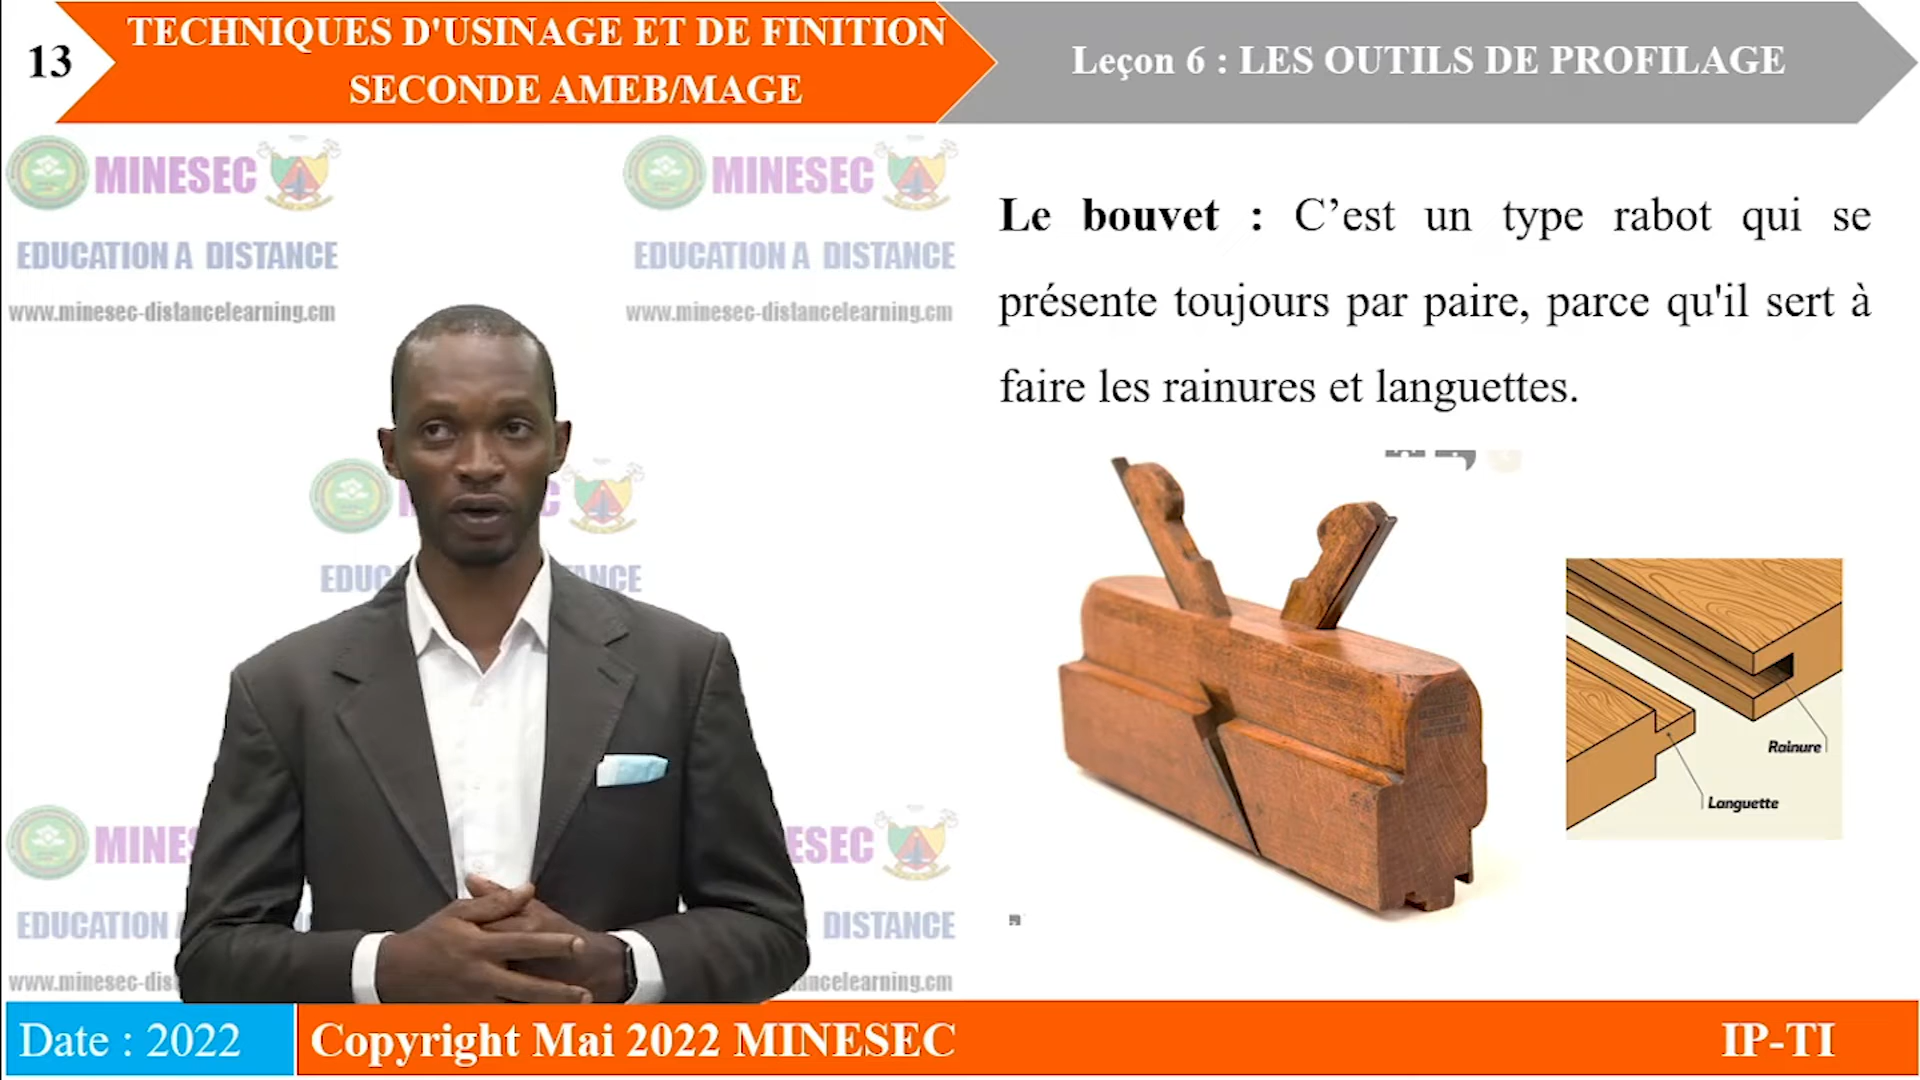 13
TECHNIQUES D'USINAGE ET DE FINITION
SECONDE AMEB/MAGE
Leçon 6 : LES OUTILS DE PROFILAGE
MINESEC
EDUCATION A DISTANCE
www.minesec-distancelearning.cm
MINESEC
EDUCATION A DISTANCE
www.minesec-distancelearning.cm
Le bouvet : C’est un type rabot qui se
présente toujours par paire, parce qu'il sert à
faire les rainures et languettes.
Rainure
Languette
Date : 2022
Copyright Mai 2022 MINESEC
IP-TI